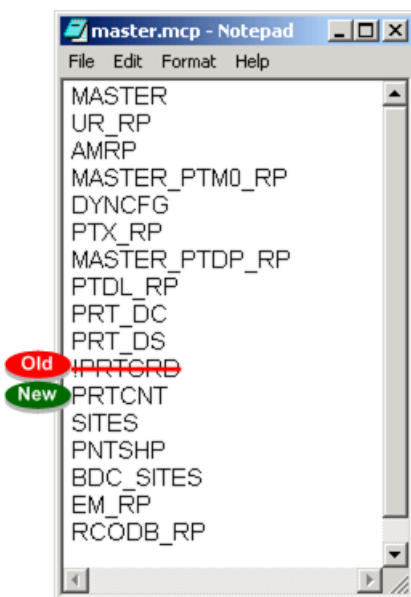 master.mcp - Notepad
File Edit Format Help
MASTER
UR_RP
AMRP
MASTER_PTM0_RP
DYNCFG
PTX_RP
MASTER_PTDP_RP
PTDL_RP
PRT_DC
PRT_DS
Old !PRTCRD
New PRTCNT
SITES
PNTSHP
BDC_SITES
EM_RP
RCODB_RP